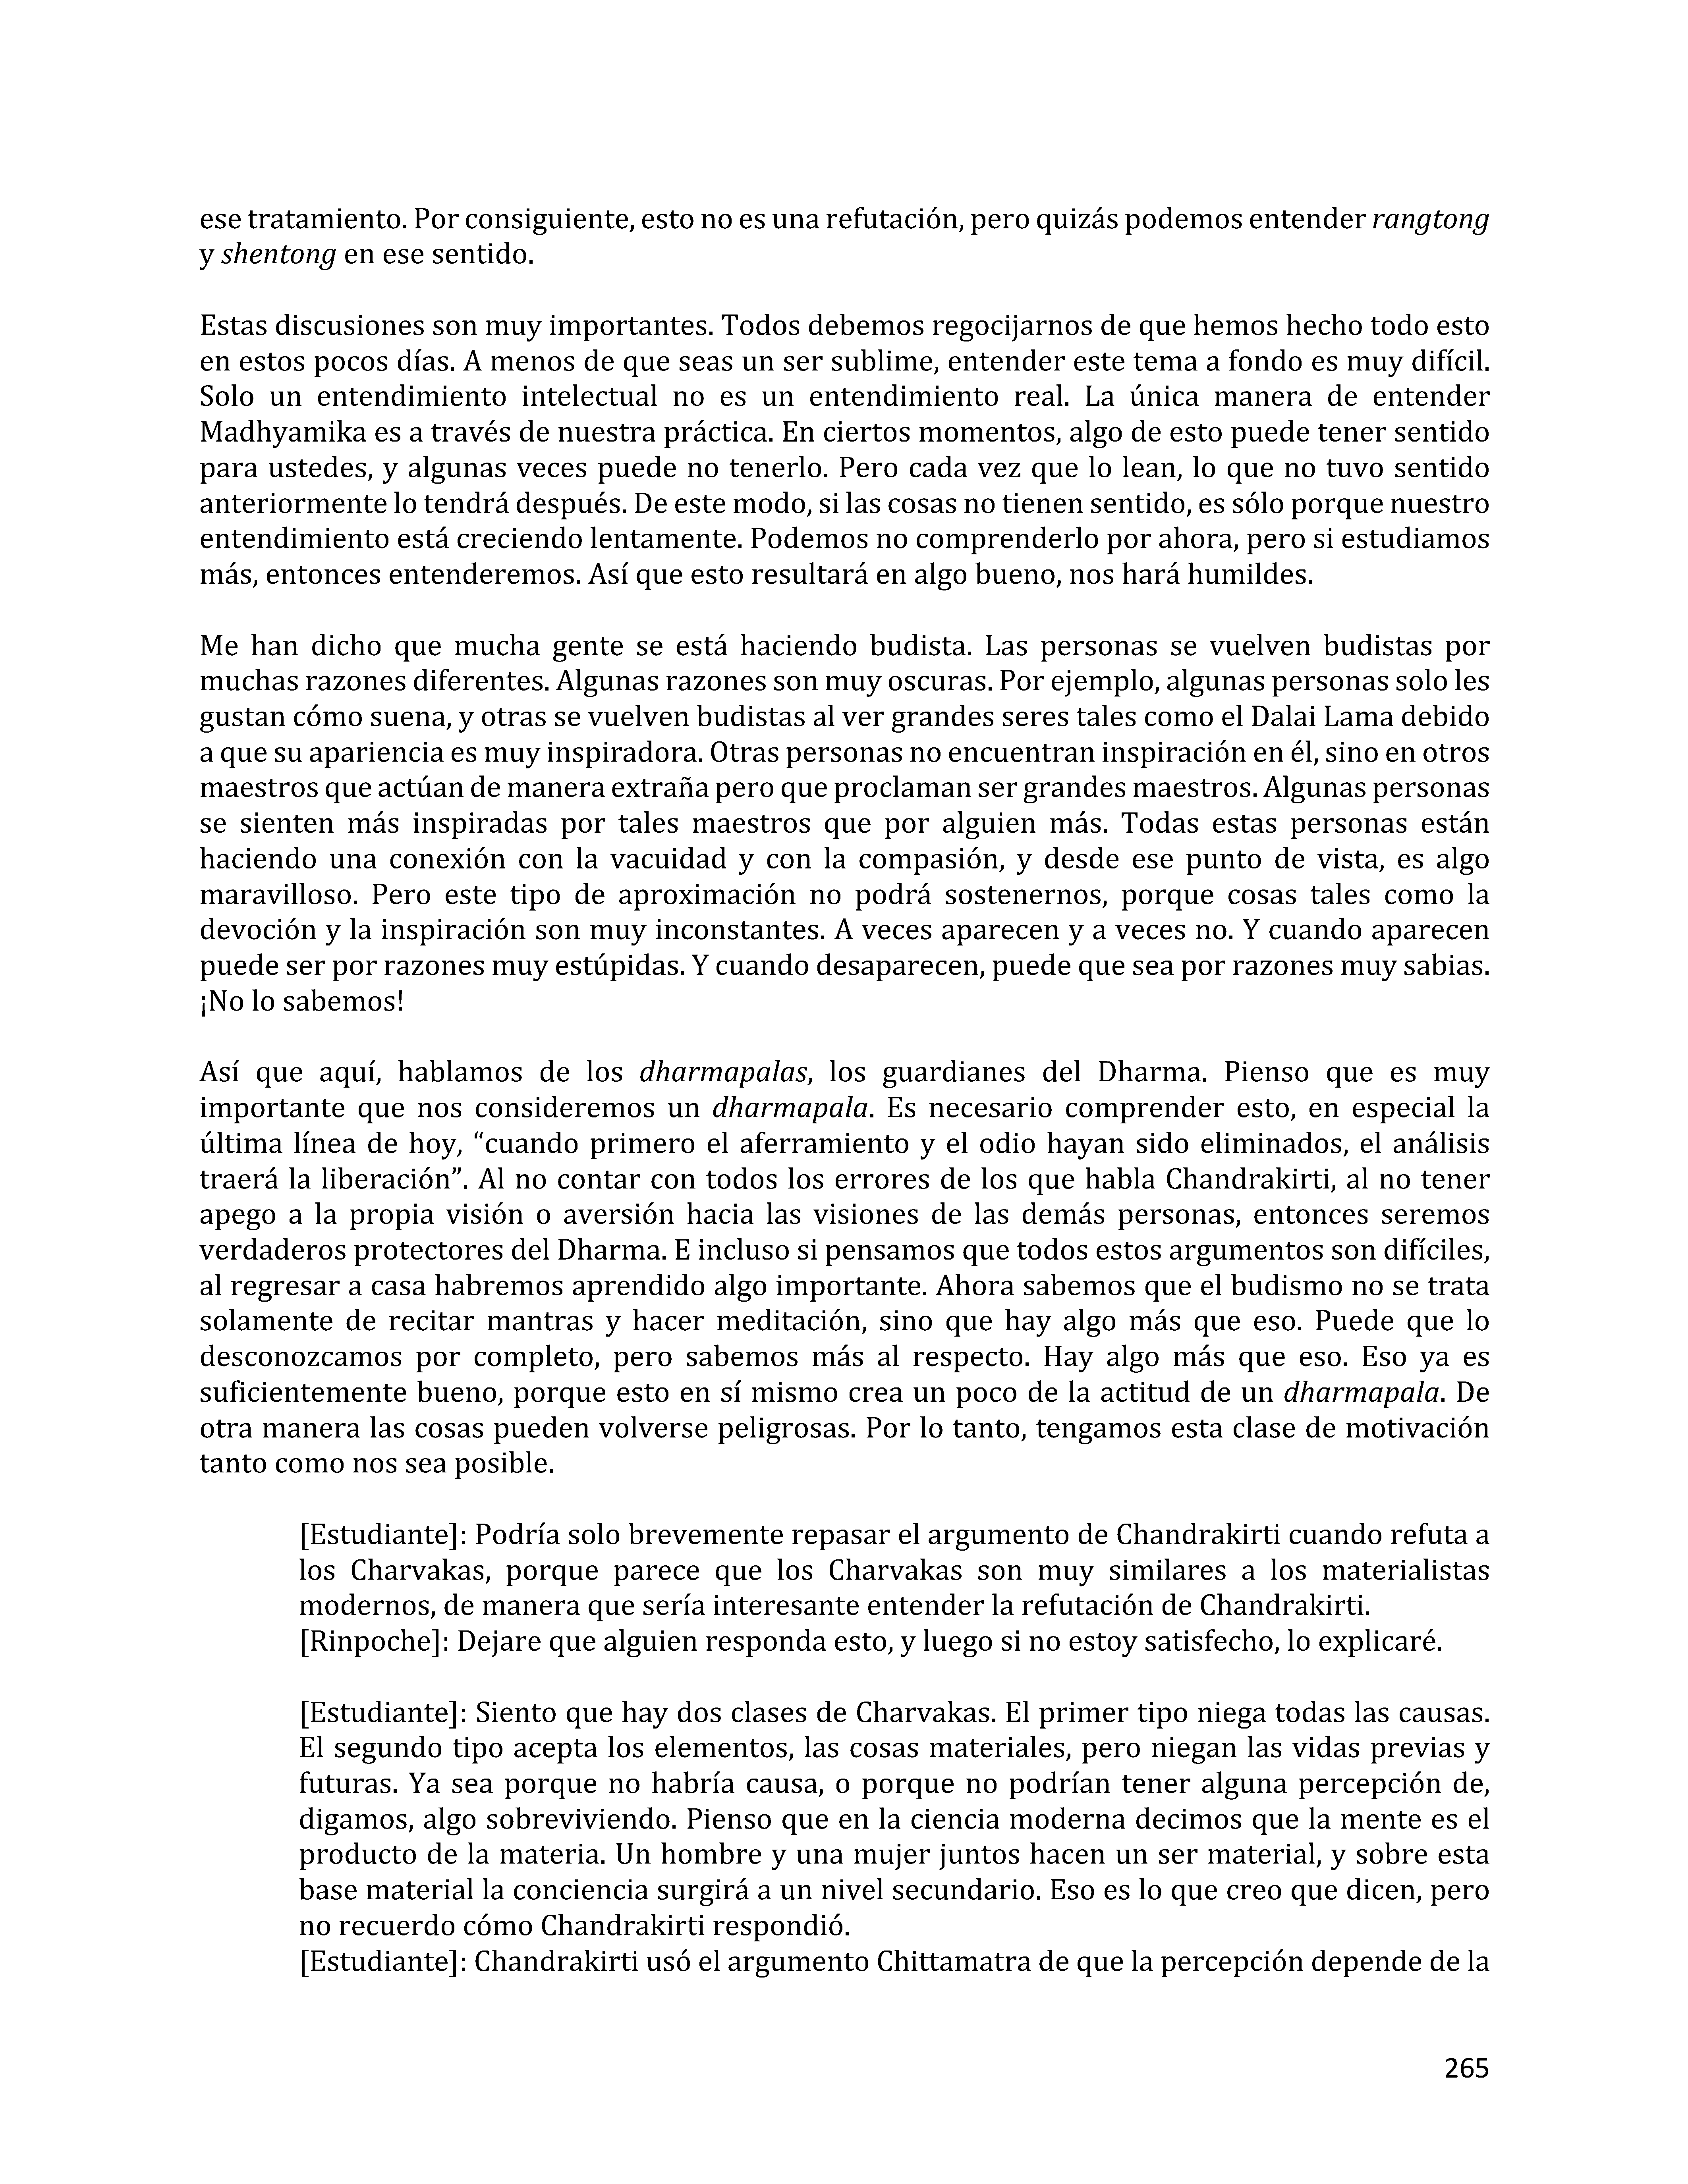 ese tratamiento. Por consiguiente, esto no es una refutación, pero quizás podemos entender rangtong
y shentong en ese sentido.
Estas discusiones son muy importantes. Todos debemos regocijarnos de que hemos hecho todo esto
en estos pocos días. A menos de que seas un ser sublime, entender este tema a fondo es muy difícil.
Solo un entendimiento intelectual no es un entendimiento real. La única manera de entender
Madhyamika es a través de nuestra práctica. En ciertos momentos, algo de esto puede tener sentido
para ustedes, y algunas veces puede no tenerlo. Pero cada vez que lo lean, lo que no tuvo sentido
anteriormente lo tendrá después. De este modo, si las cosas no tienen sentido, es sólo porque nuestro
entendimiento está creciendo lentamente. Podemos no comprenderlo por ahora, pero si estudiamos
más, entonces entenderemos. Así que esto resultará en algo bueno, nos hará humildes.
Me han dicho que mucha gente se está haciendo budista. Las personas se vuelven budistas por
muchas razones diferentes. Algunas razones son muy oscuras. Por ejemplo, algunas personas solo les
gustan cómo suena, y otras se vuelven budistas al ver grandes seres tales como el Dalai Lama debido
a que su apariencia es muy inspiradora. Otras personas no encuentran inspiración en él, sino en otros
maestros que actúan de manera extraña pero que proclaman ser grandes maestros. Algunas personas
se sienten más inspiradas por tales maestros que por alguien más. Todas estas personas están
haciendo una conexión con la vacuidad y con la compasión, y desde ese punto de vista, es algo
maravilloso. Pero este tipo de aproximación no podrá sostenernos, porque cosas tales como la
devoción y la inspiración son muy inconstantes. A veces aparecen y a veces no. Y cuando aparecen
puede ser por razones muy estúpidas. Y cuando desaparecen, puede que sea por razones muy sabias.
¡No lo sabemos!
Así que aquí, hablamos de los dharmapalas, los guardianes del Dharma. Pienso que es muy
importante que nos consideremos un dharmapala. Es necesario comprender esto, en especial la
última línea de hoy, “cuando primero el aferramiento y el odio hayan sido eliminados, el análisis
traerá la liberación”. Al no contar con todos los errores de los que habla Chandrakirti, al no tener
apego a la propia visión o aversión hacia las visiones de las demás personas, entonces seremos
verdaderos protectores del Dharma. E incluso si pensamos que todos estos argumentos son difíciles,
al regresar a casa habremos aprendido algo importante. Ahora sabemos que el budismo no se trata
solamente de recitar mantras y hacer meditación, sino que hay algo más que eso. Puede que lo
desconozcamos por completo, pero sabemos más al respecto. Hay algo más que eso. Eso ya es
suficientemente bueno, porque esto en sí mismo crea un poco de la actitud de un dharmapala. De
otra manera las cosas pueden volverse peligrosas. Por lo tanto, tengamos esta clase de motivación
tanto como nos sea posible.
[Estudiante]: Podría solo brevemente repasar el argumento de Chandrakirti cuando refuta a
los Charvakas, porque parece que los Charvakas son muy similares a los materialistas
modernos, de manera que sería interesante entender la refutación de Chandrakirti.
[Rinpoche]: Dejare que alguien responda esto, y luego si no estoy satisfecho, lo explicaré.
[Estudiante]: Siento que hay dos clases de Charvakas. El primer tipo niega todas las causas.
El segundo tipo acepta los elementos, las cosas materiales, pero niegan las vidas previas y
futuras. Ya sea porque no habría causa, o porque no podrían tener alguna percepción de,
digamos, algo sobreviviendo. Pienso que en la ciencia moderna decimos que la mente es el
producto de la materia. Un hombre y una mujer juntos hacen un ser material, y sobre esta
base material la conciencia surgirá a un nivel secundario. Eso es lo que creo que dicen, pero
no recuerdo cómo Chandrakirti respondió.
[Estudiante]: Chandrakirti usó el argumento Chittamatra de que la percepción depende de la
265